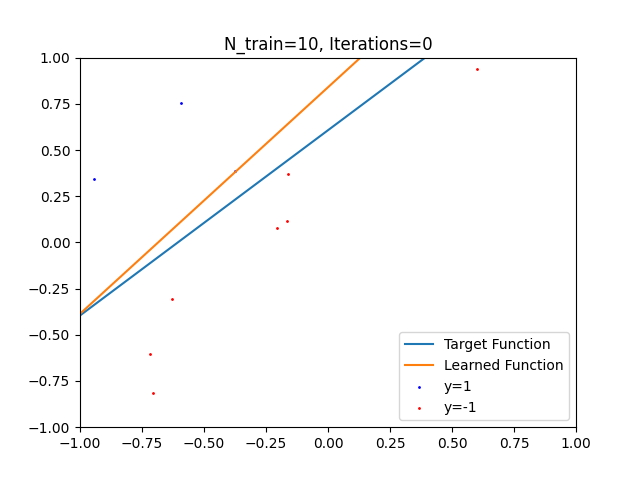 N_train=10, Iterations=0
1.00
0.75
0.50
0.25
0.00
−0.25
−0.50
−0.75
−1.00
Target Function
Learned Function
y=1
y=-1
−1.00 −0.75 −0.50 −0.25 0.00 0.25 0.50 0.75 1.00